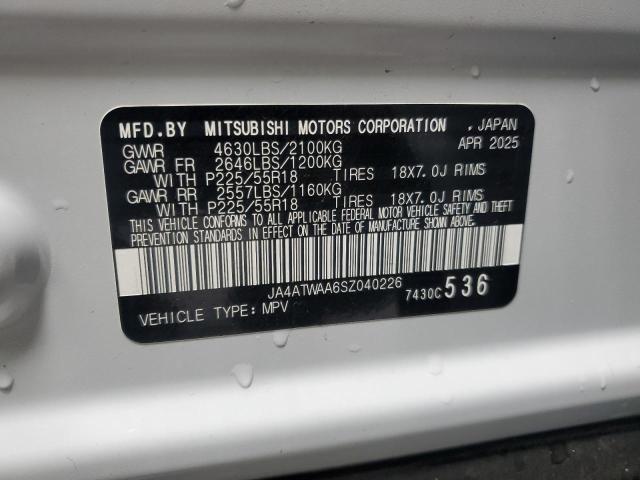 MFD.BY MITSUBISHI MOTORS CORPORATION , JAPAN
GVWR 4630LBS/2100KG APR 2025
GAWR FR 2646LBS/1200KG
WITH P225/55R18 TIRES 18X7.0J RIMS
GAWR RR 2557LBS/1160KG
WITH P225/55R18 TIRES 18X7.0J RIMS
THIS VEHICLE CONFORMS TO ALL APPLICABLE FEDERAL MOTOR VEHICLE SAFETY AND THEFT
PREVENTION STANDARDS IN EFFECT ON THE DATE OF MANUFACTURE SHOWN ABOVE.
JA4ATWAA6SZ040226
7430C536
VEHICLE TYPE: MPV